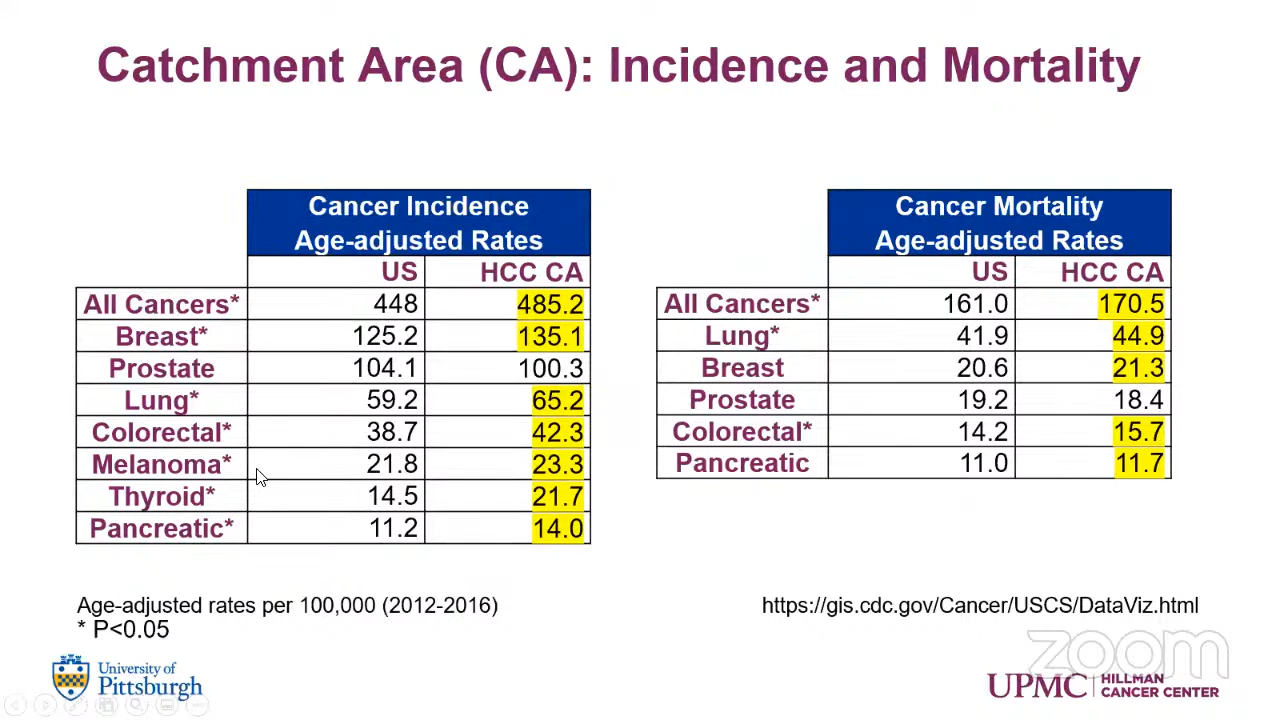 Catchment Area (CA): Incidence and Mortality
Cancer Incidence
Age-adjusted Rates
US HCC CA
All Cancers* 448 485.2
Breast* 125.2 135.1
Prostate 104.1 100.3
Lung* 59.2 65.2
Colorectal* 38.7 42.3
Melanoma* 21.8 23.3
Thyroid* 14.5 21.7
Pancreatic* 11.2 14.0
Cancer Mortality
Age-adjusted Rates
US HCC CA
All Cancers* 161.0 170.5
Lung* 41.9 44.9
Breast 20.6 21.3
Prostate 19.2 18.4
Colorectal* 14.2 15.7
Pancreatic 11.0 11.7
Age-adjusted rates per 100,000 (2012-2016)
* P<0.05
https://gis.cdc.gov/Cancer/USCS/DataViz.html
zoom
University of
Pittsburgh
UPMC HILLMAN
CANCER CENTER